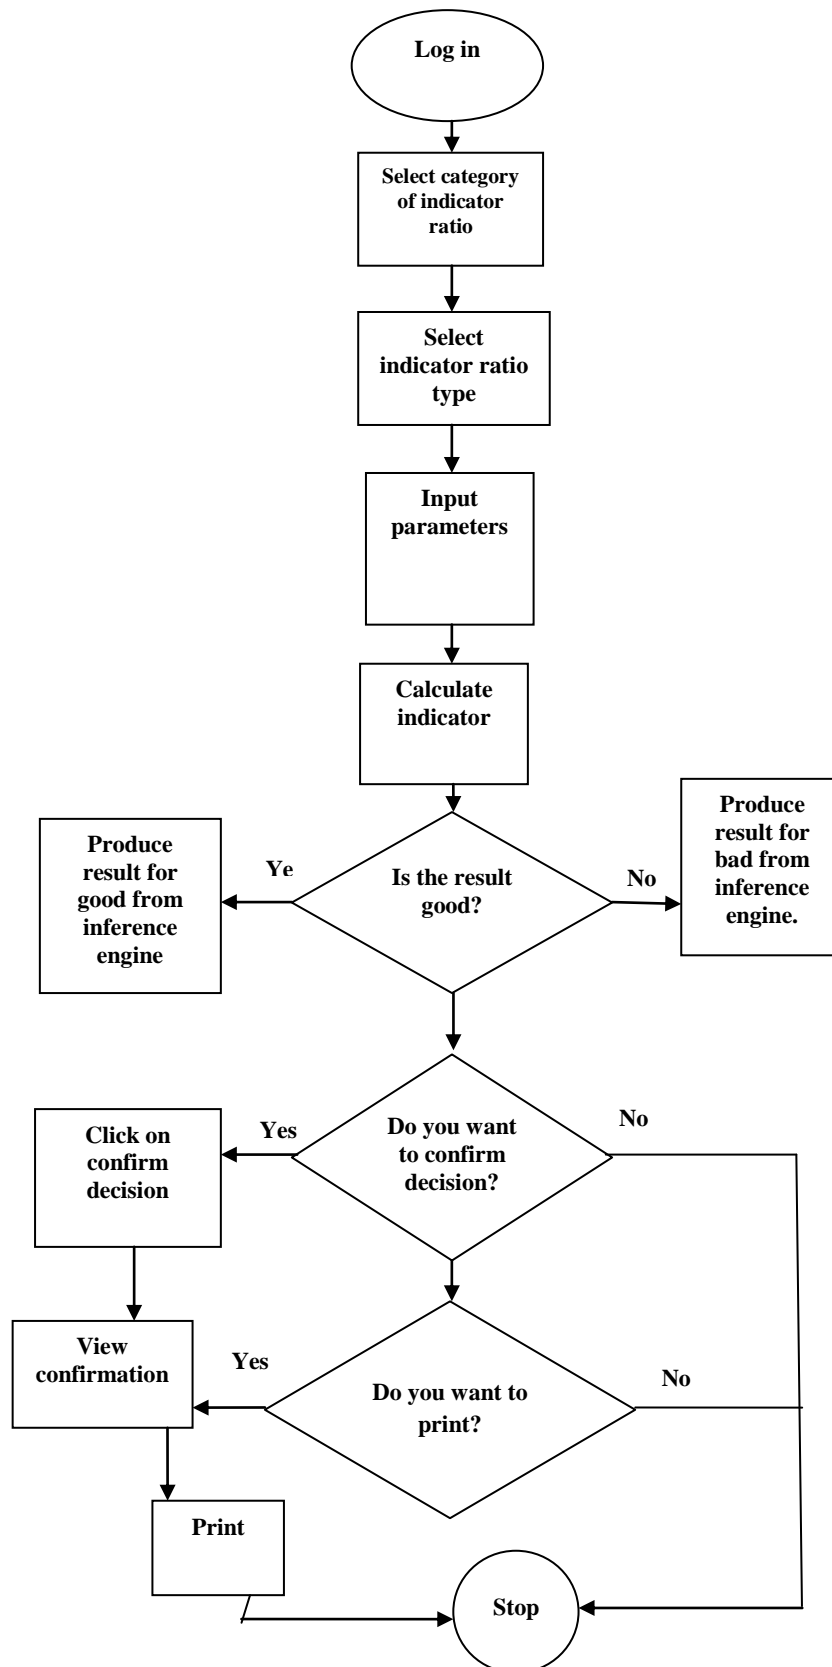 Log in
Select category
of indicator
ratio
Select
indicator ratio
type
Input
parameters
Calculate
indicator
Produce
result for
good from
inference
engine
Ye
Is the result
good?
No
Produce
result for
bad from
inference
engine.
Click on
confirm
decision
Yes
Do you want
to confirm
decision?
No
View
confirmation
Yes
Do you want to
print?
No
Print
Stop